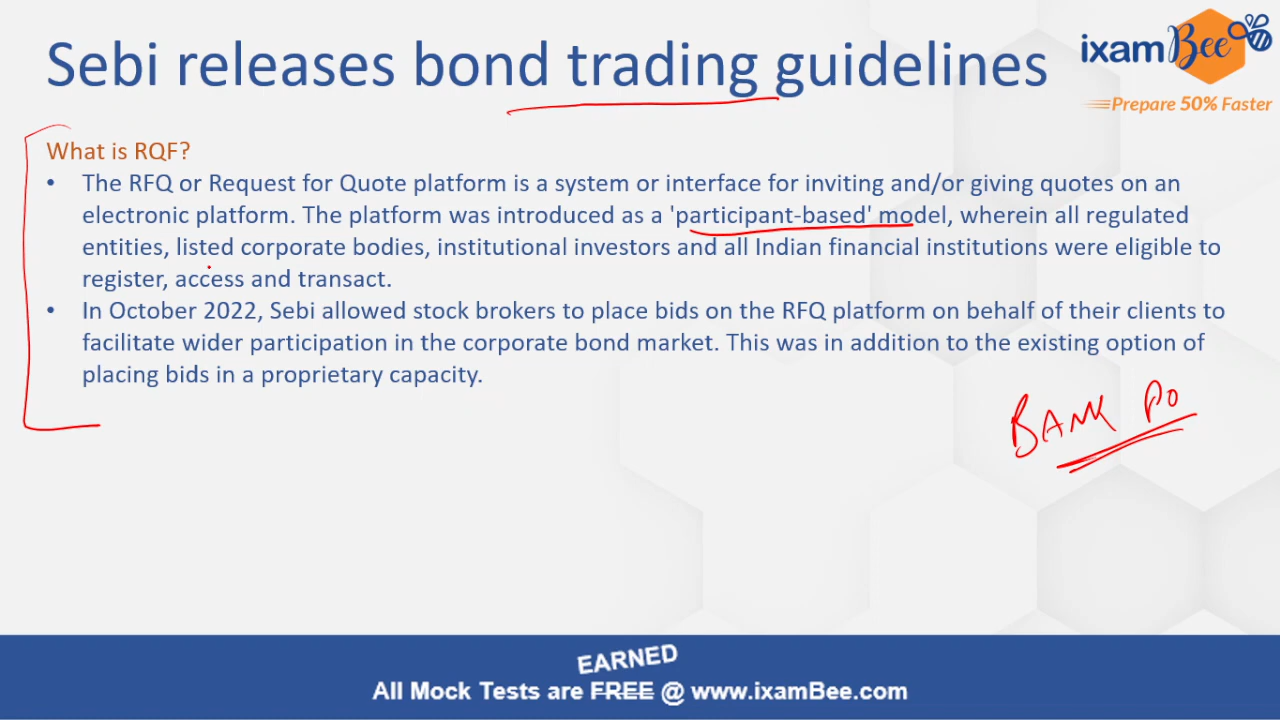 Sebi releases bond trading guidelines
ixamBee
Prepare 50% Faster
What is RQF?
• The RFQ or Request for Quote platform is a system or interface for inviting and/or giving quotes on an
electronic platform. The platform was introduced as a 'participant-based' model, wherein all regulated
entities, listed corporate bodies, institutional investors and all Indian financial institutions were eligible to
register, access and transact.
• In October 2022, Sebi allowed stock brokers to place bids on the RFQ platform on behalf of their clients to
facilitate wider participation in the corporate bond market. This was in addition to the existing option of
placing bids in a proprietary capacity.
BANK PO
EARNED
All Mock Tests are FREE @ www.ixamBee.com